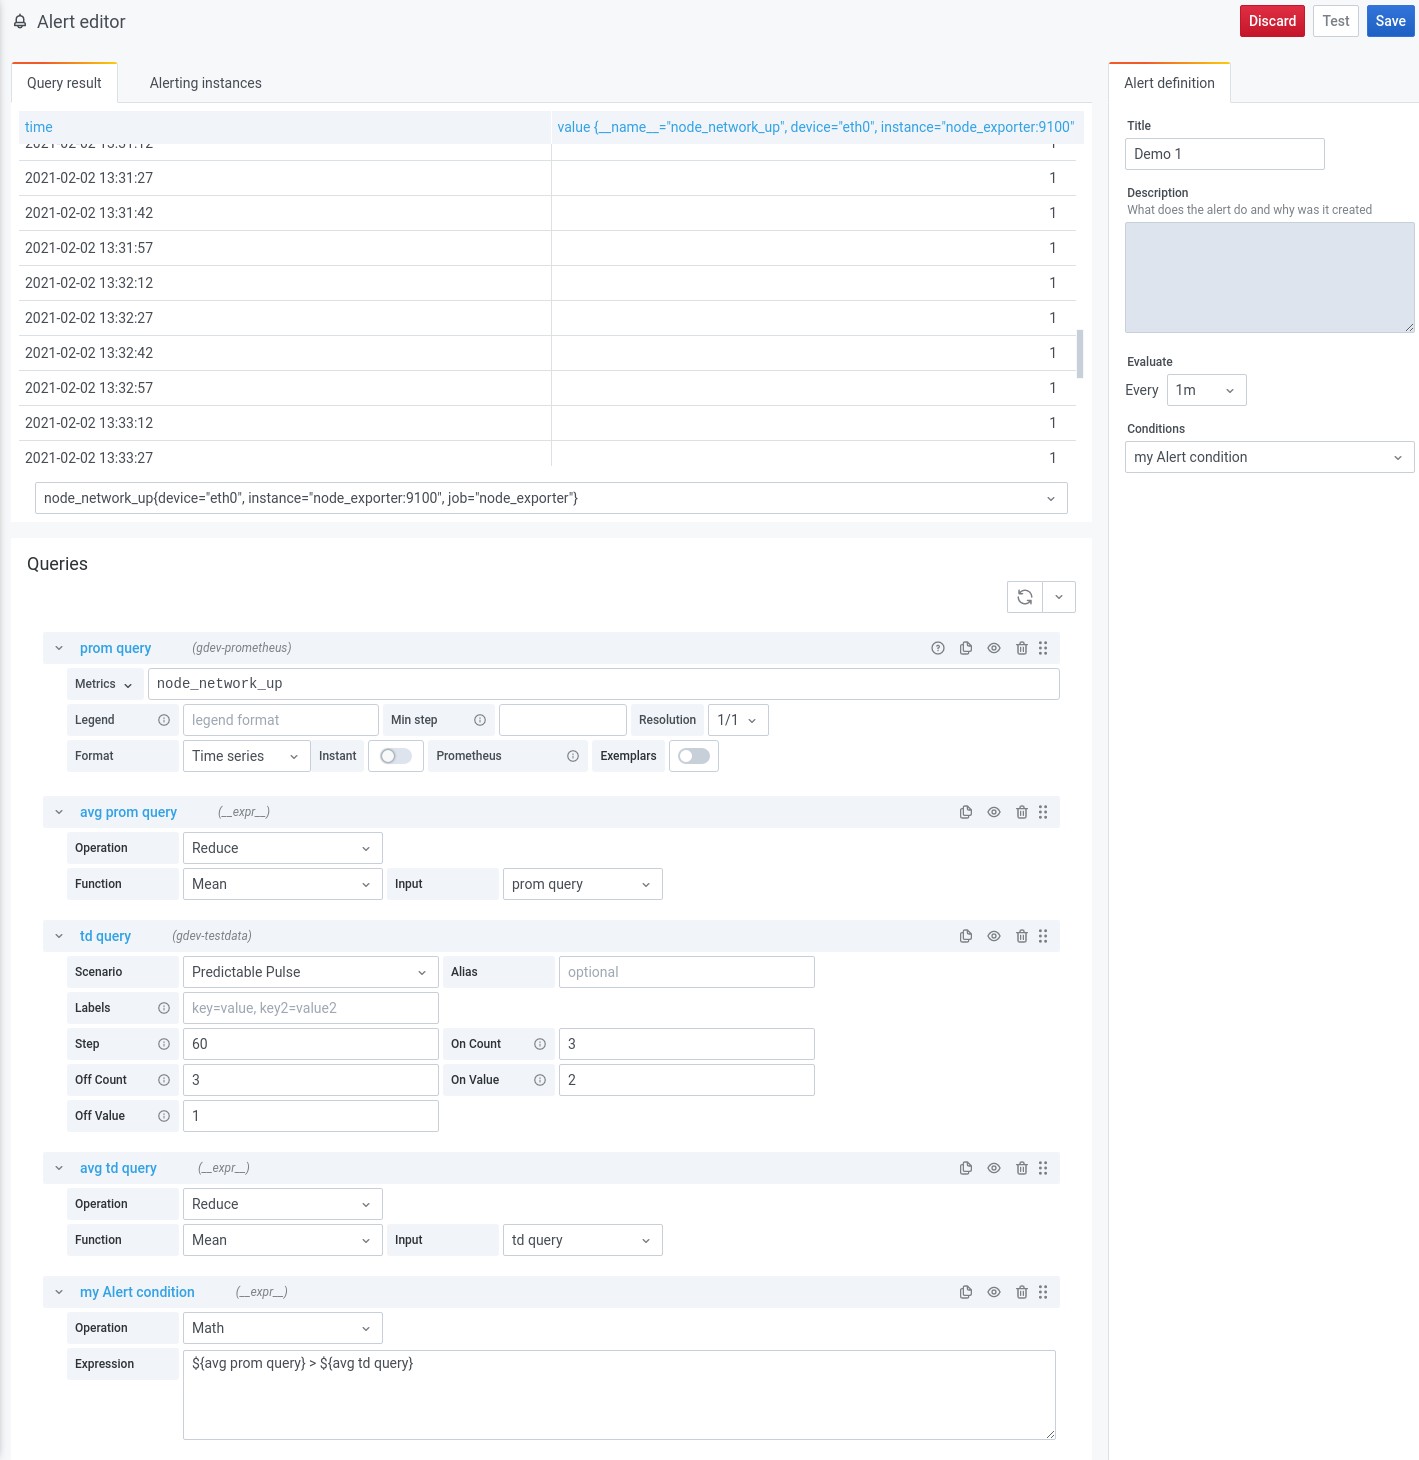 Alert editor
Discard Test Save
Query result Alerting instances
time value {__name__="node_network_up", device="eth0", instance="node_exporter:9100"
2021-02-02 13:31:12 1
2021-02-02 13:31:27 1
2021-02-02 13:31:42 1
2021-02-02 13:31:57 1
2021-02-02 13:32:12 1
2021-02-02 13:32:27 1
2021-02-02 13:32:42 1
2021-02-02 13:32:57 1
2021-02-02 13:33:12 1
2021-02-02 13:33:27 1
node_network_up{device="eth0", instance="node_exporter:9100", job="node_exporter"}
Queries
prom query (gdev-prometheus)
Metrics node_network_up
Legend legend format Min step Resolution 1/1
Format Time series Instant Prometheus Exemplars
avg prom query (__expr__)
Operation Reduce
Function Mean Input prom query
td query (gdev-testdata)
Scenario Predictable Pulse Alias optional
Labels key=value, key2=value2
Step 60 On Count 3
Off Count 3 On Value 2
Off Value 1
avg td query (__expr__)
Operation Reduce
Function Mean Input td query
my Alert condition (__expr__)
Operation Math
Expression ${avg prom query} > ${avg td query}
Alert definition
Title
Demo 1
Description
What does the alert do and why was it created
Evaluate
Every 1m
Conditions
my Alert condition